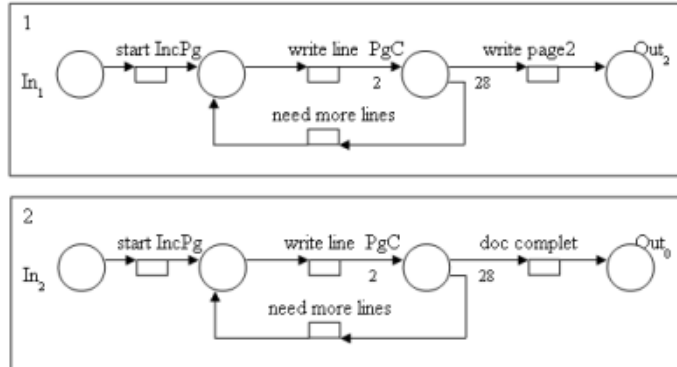 1
start IncPg write line PgC write page2 Out2
In1
2 28
need more lines
2
start IncPg write line PgC doc complet Out0
In2
2 28
need more lines